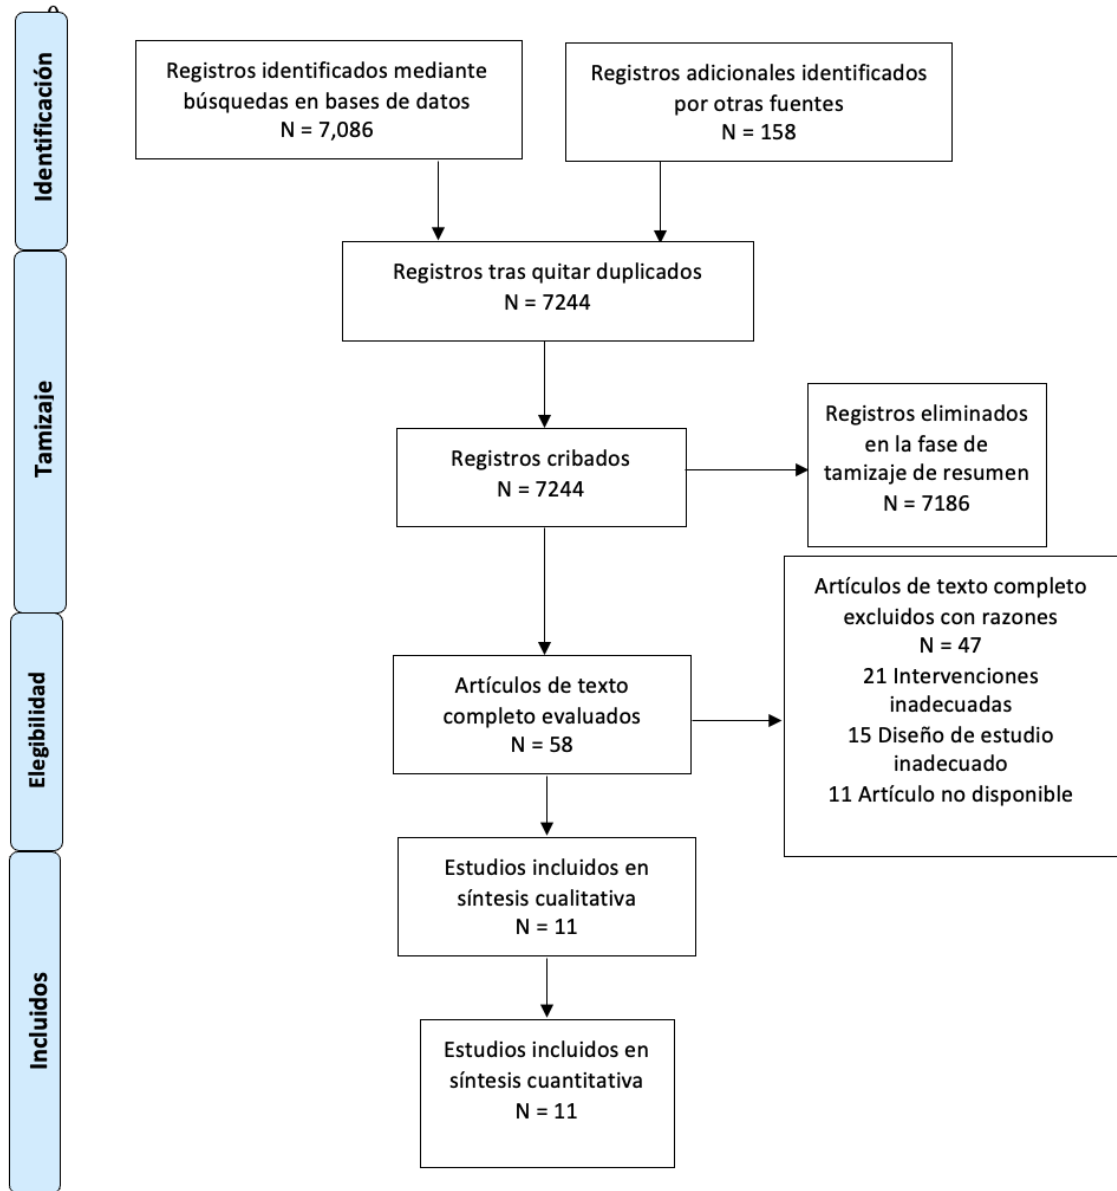 Identificación
Registros identificados mediante
búsquedas en bases de datos
N = 7,086
Registros adicionales identificados
por otras fuentes
N = 158
Tamizaje
Registros tras quitar duplicados
N = 7244
Registros cribados
N = 7244
Registros eliminados
en la fase de
tamizaje de resumen
N = 7186
Elegibilidad
Artículos de texto
completo evaluados
N = 58
Artículos de texto completo
excluidos con razones
N = 47
21 Intervenciones
inadecuadas
15 Diseño de estudio
inadecuado
11 Artículo no disponible
Incluidos
Estudios incluidos en
síntesis cualitativa
N = 11
Estudios incluidos en
síntesis cuantitativa
N = 11